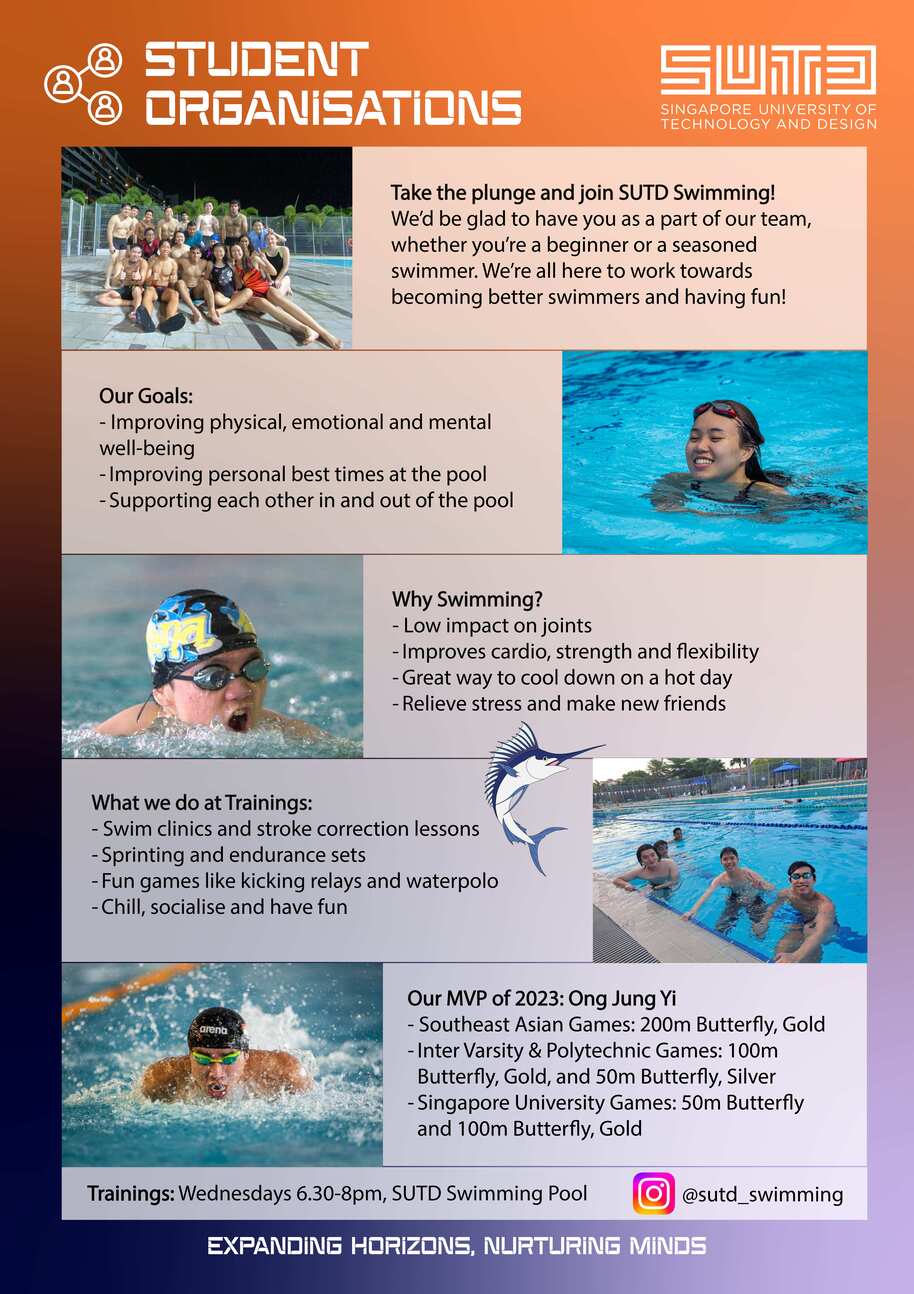 STUDENT
ORGANISATIONS
SUTD
SINGAPORE UNIVERSITY OF
TECHNOLOGY AND DESIGN
Take the plunge and join SUTD Swimming!
We'd be glad to have you as a part of our team,
whether you're a beginner or a seasoned
swimmer. We're all here to work towards
becoming better swimmers and having fun!
Our Goals:
- Improving physical, emotional and mental
well-being
- Improving personal best times at the pool
- Supporting each other in and out of the pool
Why Swimming?
- Low impact on joints
- Improves cardio, strength and flexibility
- Great way to cool down on a hot day
- Relieve stress and make new friends
What we do at Trainings:
- Swim clinics and stroke correction lessons
- Sprinting and endurance sets
- Fun games like kicking relays and waterpolo
- Chill, socialise and have fun
arena
Our MVP of 2023: Ong Jung Yi
- Southeast Asian Games: 200m Butterfly, Gold
- Inter Varsity & Polytechnic Games: 100m
Butterfly, Gold, and 50m Butterfly, Silver
- Singapore University Games: 50m Butterfly
and 100m Butterfly, Gold
Trainings: Wednesdays 6.30-8pm, SUTD Swimming Pool
@sutd_swimming
EXPANDING HORIZONS, NURTURING MINDS